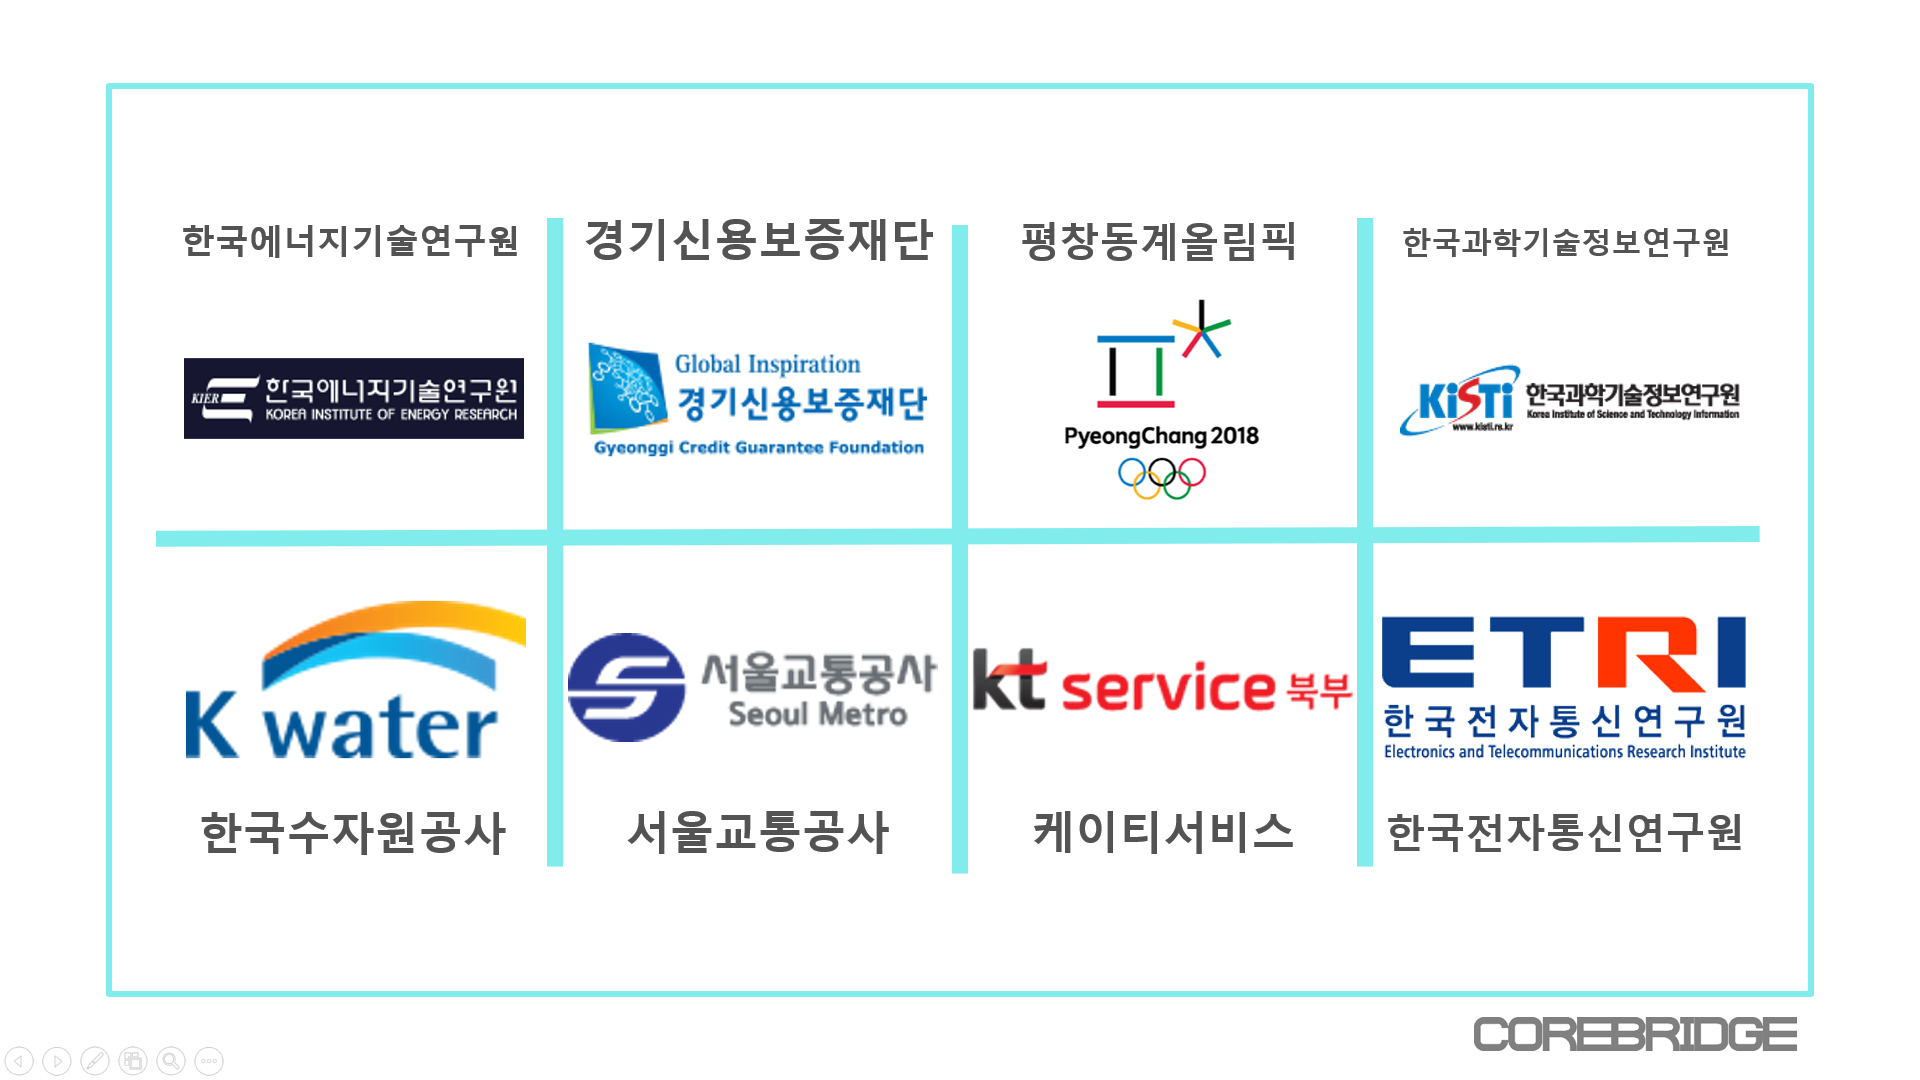 한국에너지기술연구원
경기신용보증재단
평창동계올림픽
한국과학기술정보연구원
KIER
한국에너지기술연구원
KOREA INSTITUTE OF ENERGY RESEARCH
Global Inspiration
경기신용보증재단
Gyeonggi Credit Guarantee Foundation
PyeongChang 2018
KiSTi
www.kisti.re.kr
한국과학기술정보연구원
Korea Institute of Science and Technology Information
K water
서울교통공사
Seoul Metro
kt service 북부
ETRI
한국전자통신연구원
Electronics and Telecommunications Research Institute
한국수자원공사
서울교통공사
케이티서비스
한국전자통신연구원
COREBRIDGE